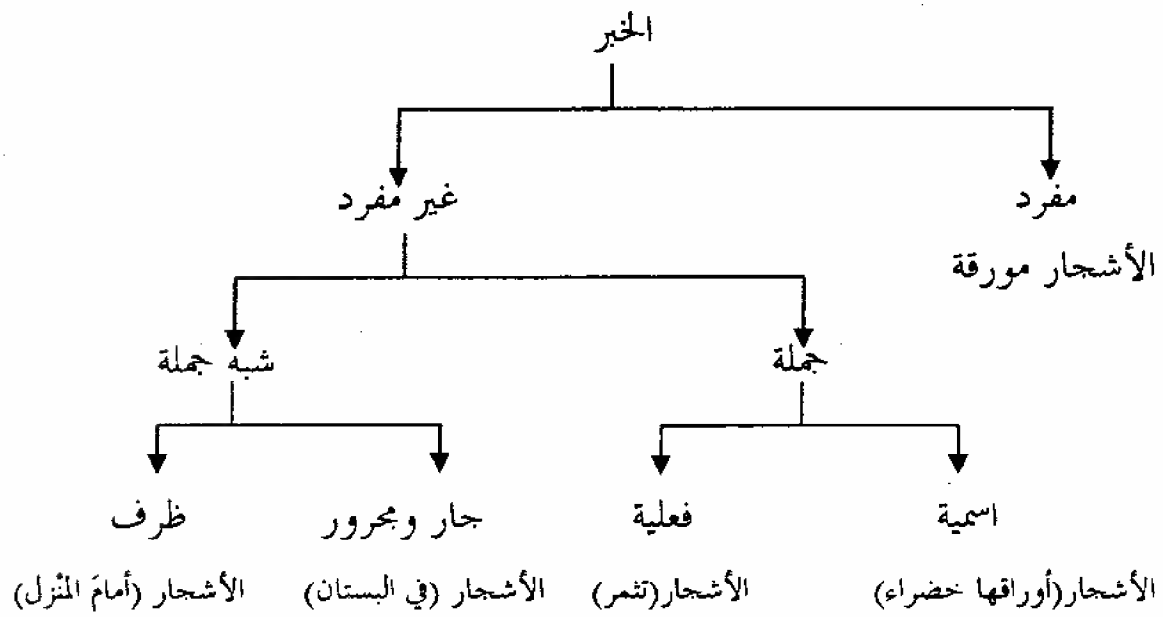 الخبر
مفرد
غير مفرد
الأشجار مورقة
جملة
شبه جملة
اسمية
فعلية
جار ومجرور
ظرف
الأشجار(أوراقها خضراء)
الأشجار(تثمر)
الأشجار (في البستان)
الأشجار (أمامَ المنْزل)